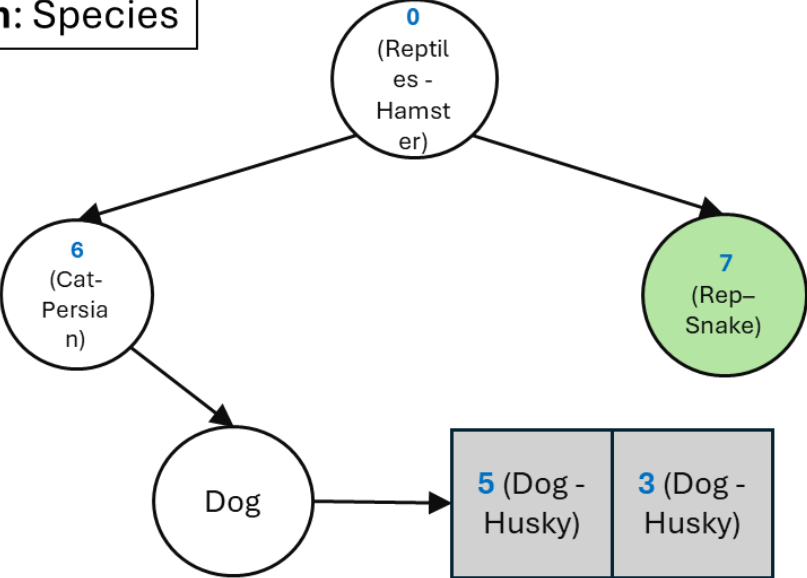 n: Species
0
(Reptil
es -
Hamst
er)
6
(Cat-
Persia
n)
7
(Rep–
Snake)
Dog
5 (Dog -
Husky)
3 (Dog -
Husky)